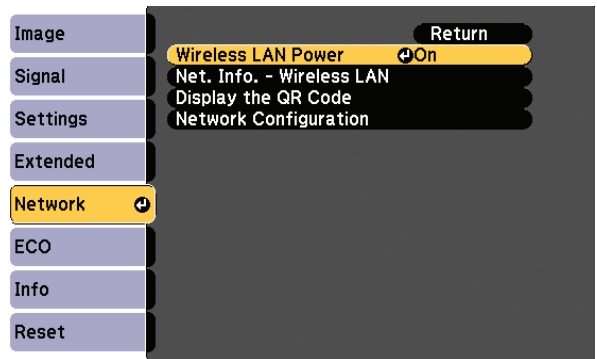 Image
Signal
Settings
Extended
Network
ECO
Info
Reset
Return
Wireless LAN Power On
Net. Info. - Wireless LAN
Display the QR Code
Network Configuration